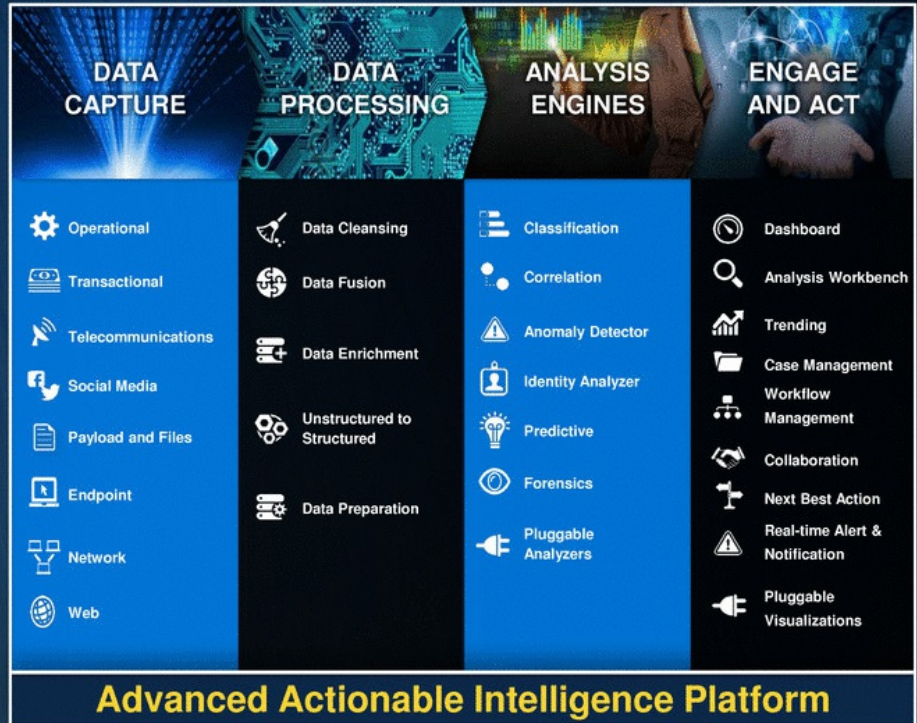 DATA
CAPTURE
DATA
PROCESSING
ANALYSIS
ENGINES
ENGAGE
AND ACT
Operational
Transactional
Telecommunications
Social Media
Payload and Files
Endpoint
Network
Web
Data Cleansing
Data Fusion
Data Enrichment
Unstructured to
Structured
Data Preparation
Classification
Correlation
Anomaly Detector
Identity Analyzer
Predictive
Forensics
Pluggable
Analyzers
Dashboard
Analysis Workbench
Trending
Case Management
Workflow
Management
Collaboration
Next Best Action
Real-time Alert &
Notification
Pluggable
Visualizations
Advanced Actionable Intelligence Platform